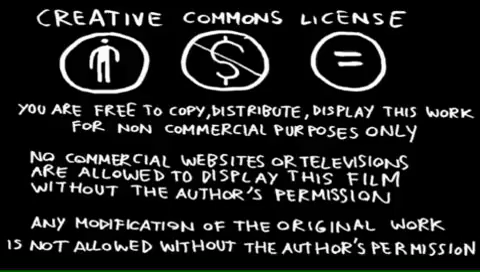 CREATIVE COMMONS LICENSE
$ =
YOU ARE FREE TO COPY, DISTRIBUTE, DISPLAY THIS WORK
FOR NON COMMERCIAL PURPOSES ONLY
NO COMMERCIAL WEBSITES OR TELEVISIONS
ARE ALLOWED TO DISPLAY THIS FILM
WITHOUT THE AUTHOR'S PERMISSION
ANY MODIFICATION OF THE ORIGINAL WORK
IS NOT ALLOWED WITHOUT THE AUTHOR'S PERMISSION